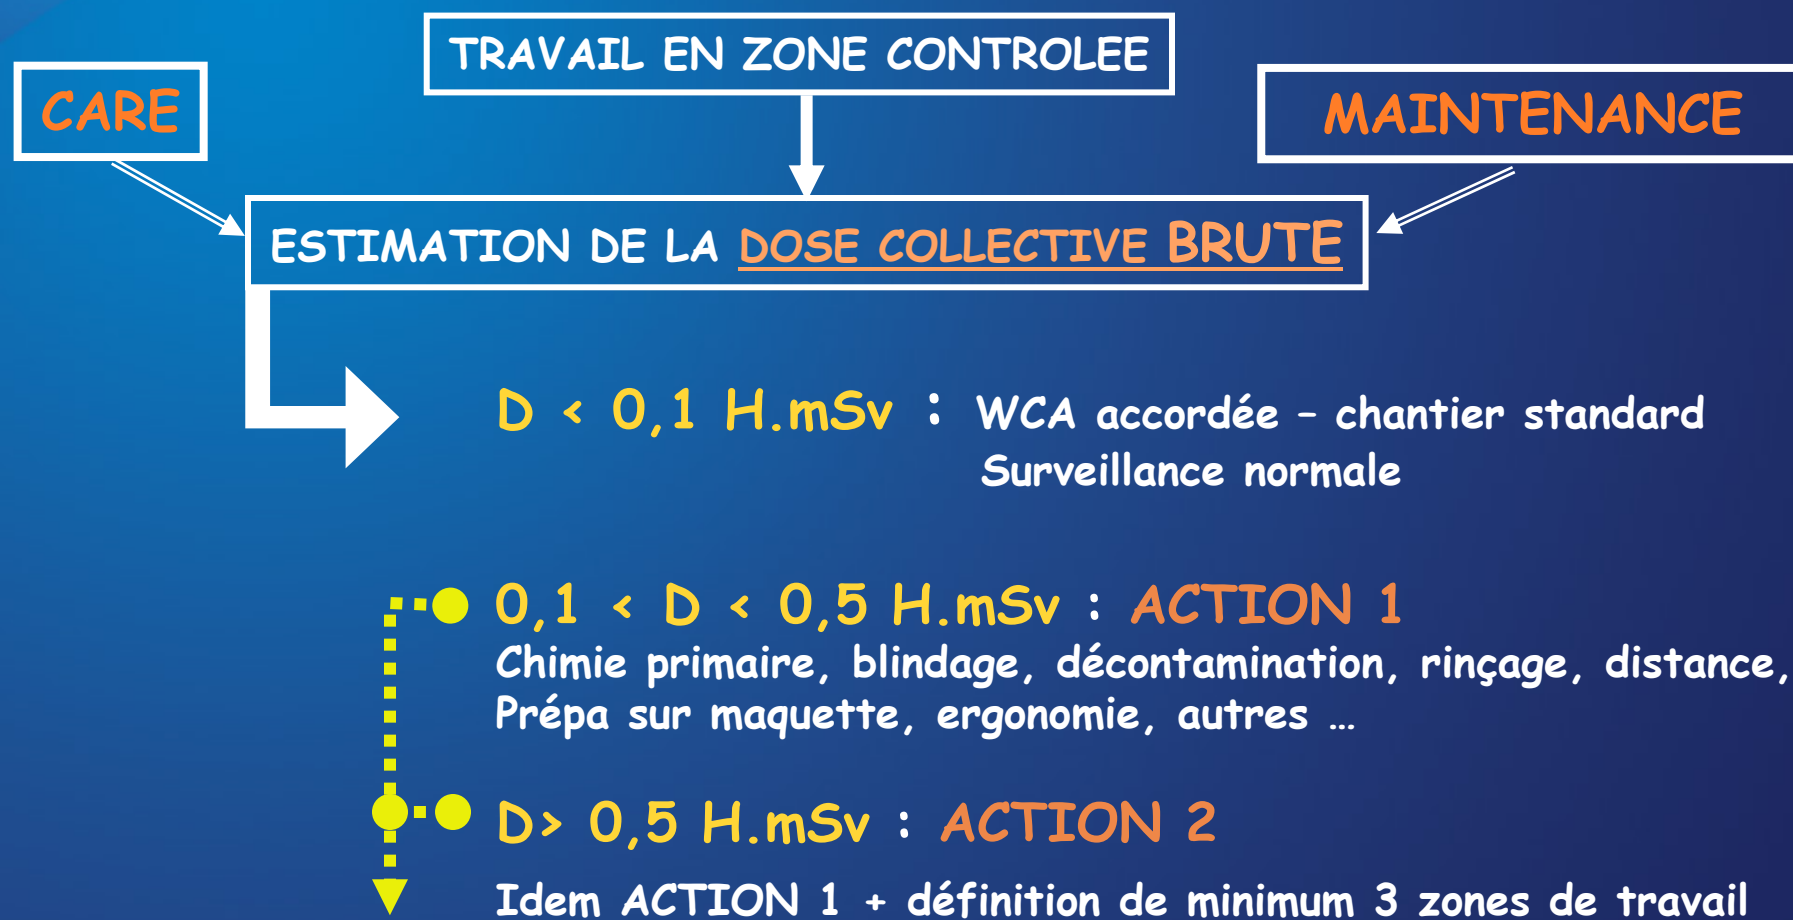 TRAVAIL EN ZONE CONTROLEE
CARE
MAINTENANCE
ESTIMATION DE LA DOSE COLLECTIVE BRUTE
D < 0,1 H.mSv : WCA accordée – chantier standard
Surveillance normale
0,1 < D < 0,5 H.mSv : ACTION 1
Chimie primaire, blindage, décontamination, rinçage, distance,
Prépa sur maquette, ergonomie, autres …
D> 0,5 H.mSv : ACTION 2
Idem ACTION 1 + définition de minimum 3 zones de travail